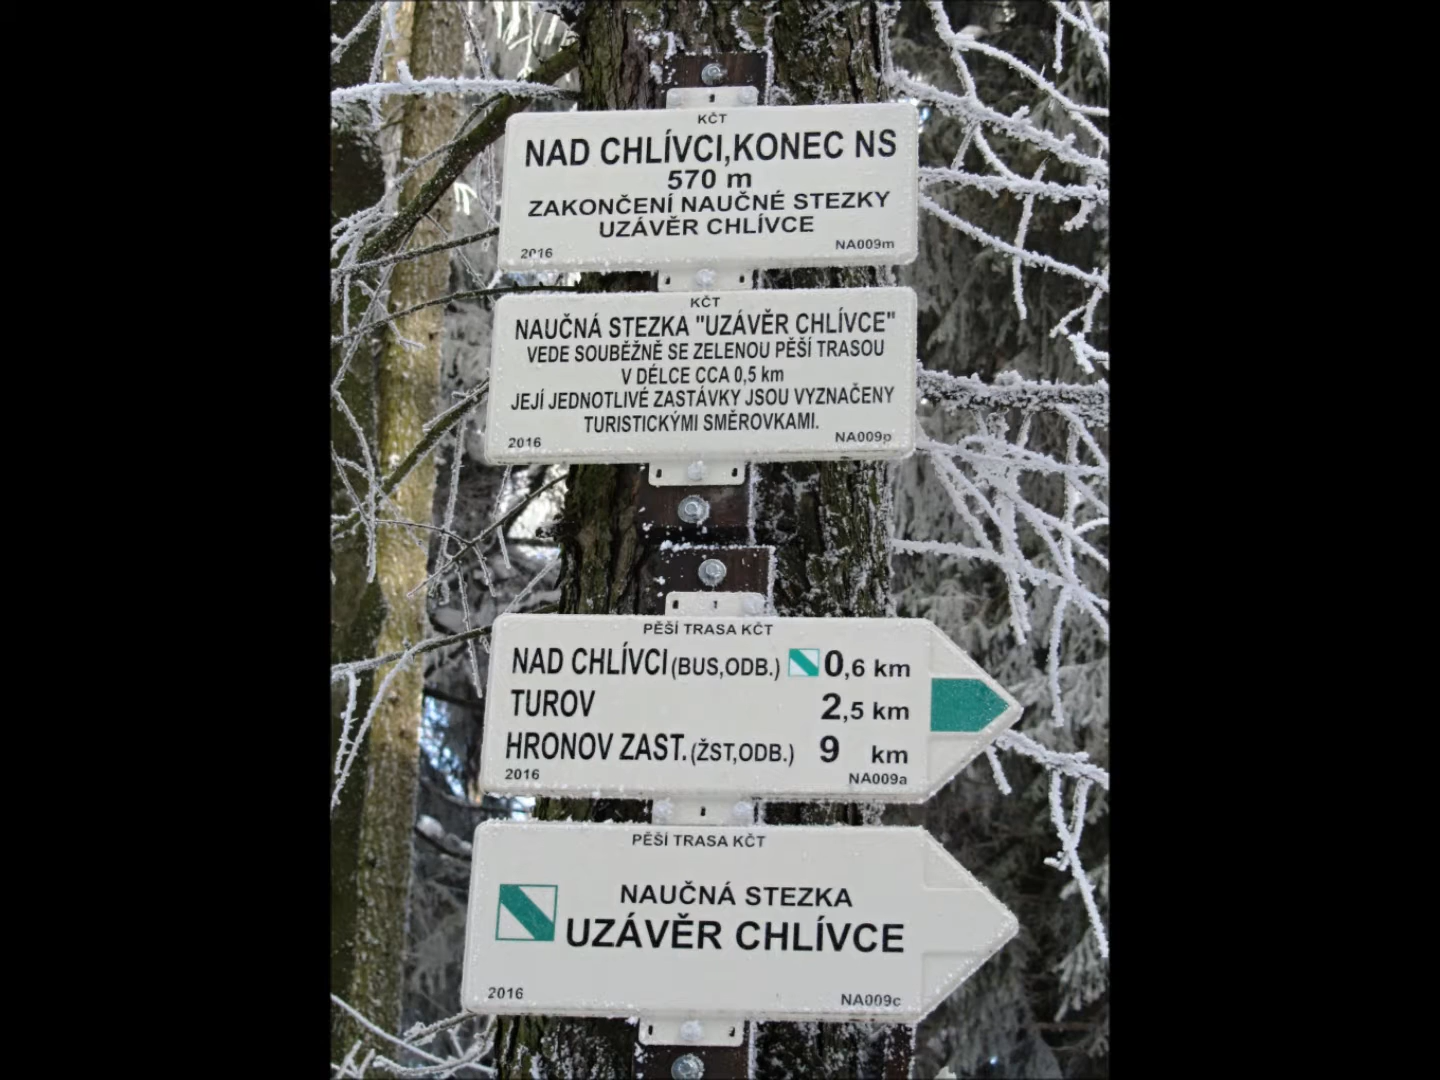 KČT
NAD CHLÍVCI,KONEC NS
570 m
ZAKONČENÍ NAUČNÉ STEZKY
UZÁVĚR CHLÍVCE
2016 NA009m
KČT
NAUČNÁ STEZKA "UZÁVĚR CHLÍVCE"
VEDE SOUBĚŽNĚ SE ZELENOU PĚŠÍ TRASOU
V DÉLCE CCA 0,5 km
JEJÍ JEDNOTLIVÉ ZASTÁVKY JSOU VYZNAČENY
TURISTICKÝMI SMĚROVKAMI.
2016 NA009p
PĚŠÍ TRASA KČT
NAD CHLÍVCI (BUS,ODB.) 0,6 km
TUROV 2,5 km
HRONOV ZAST. (ŽST,ODB.) 9 km
2016 NA009a
PĚŠÍ TRASA KČT
NAUČNÁ STEZKA
UZÁVĚR CHLÍVCE
2016 NA009c